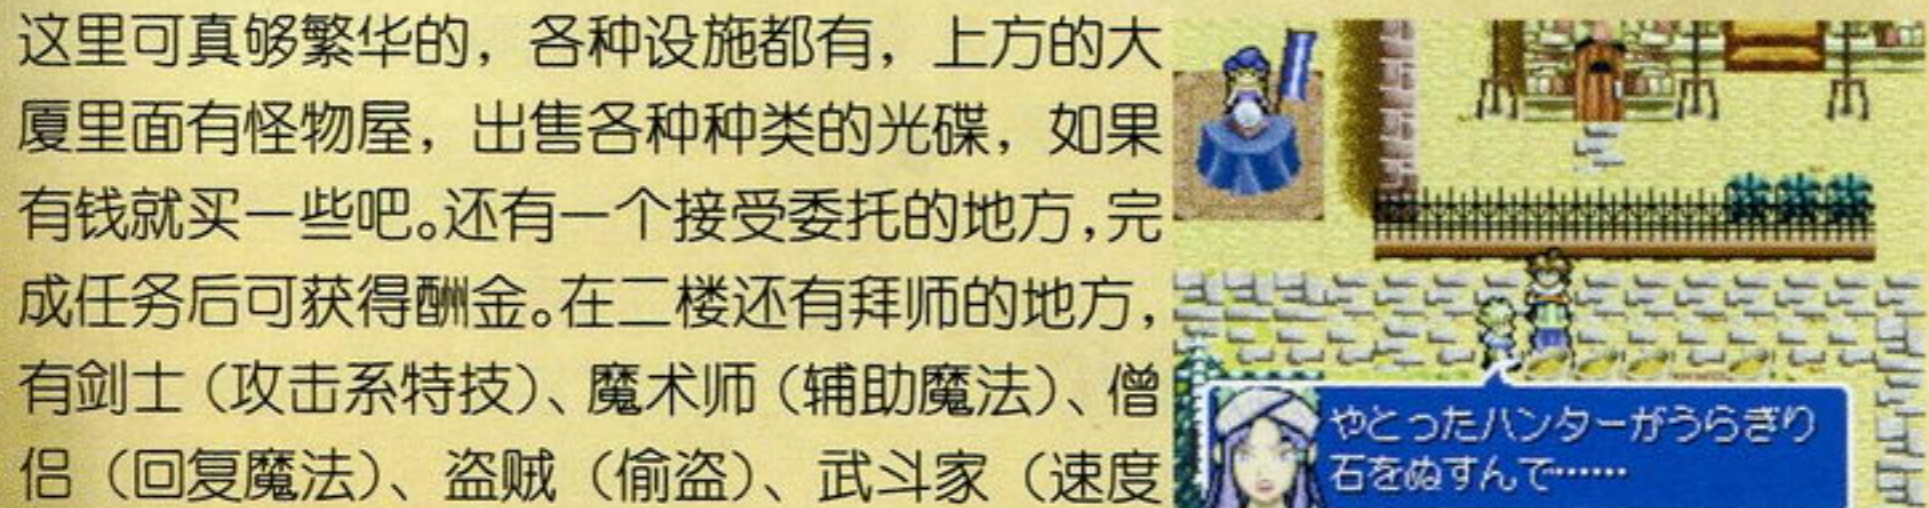 这里可真够繁华的，各种设施都有，上方的大
厦里面有怪物屋，出售各种种类的光碟，如果
有钱就买一些吧。还有一个接受委托的地方，完
成任务后可获得酬金。在二楼还有拜师的地方，
有剑士（攻击系特技）、魔术师（辅助魔法）、僧
侣（回复魔法）、盗贼（偷盗）、武斗家（速度
やとったハンターがうらぎり
石をぬすんで……